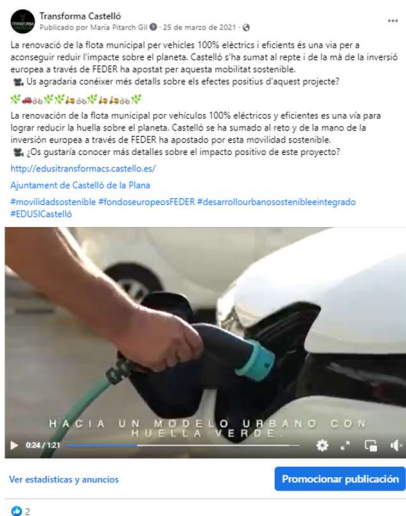 Transforma Castelló
Publicado por María Pitarch Gil · 25 de marzo de 2021 ·
La renovació de la flota municipal per vehicles 100% elèctrics i eficients és una via per a
aconseguir reduir l'impacte sobre el planeta. Castelló s'ha sumat al repte i de la má de la inversió
europea a través de FEDER ha apostat per aquesta mobilitat sostenible.
Us agradaria conéixer més detalls sobre els efectes positius d'aquest projecte?
La renovación de la flota municipal por vehículos 100% eléctricos y eficientes es una vía para
lograr reducir la huella sobre el planeta. Castelló se ha sumado al reto y de la mano de la
inversión europea a través de FEDER ha apostado por esta movilidad sostenible.
¿Os gustaría conocer más detalles sobre el impacto positivo de este proyecto?
http://edusitransformacs.castello.es/
Ajuntament de Castelló de la Plana
#movilidadsostenible #fondoseuropeosFEDER #desarrollourbanosostenibleeintegrado
#EDUSICastelló
HACIA UN MODELO URBANO CON
HUELLA VERDE
0:24 / 1:21
Ver estadísticas y anuncios
Promocionar publicación
2